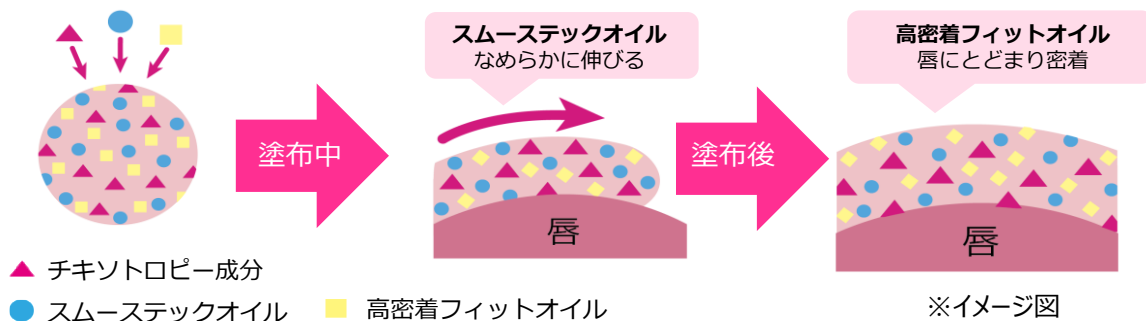 スムーステックオイル
なめらかに伸びる
高密着フィットオイル
唇にとどまり密着
塗布中
塗布後
唇
唇
チキソトロピー成分
スムーステックオイル
高密着フィットオイル
※イメージ図